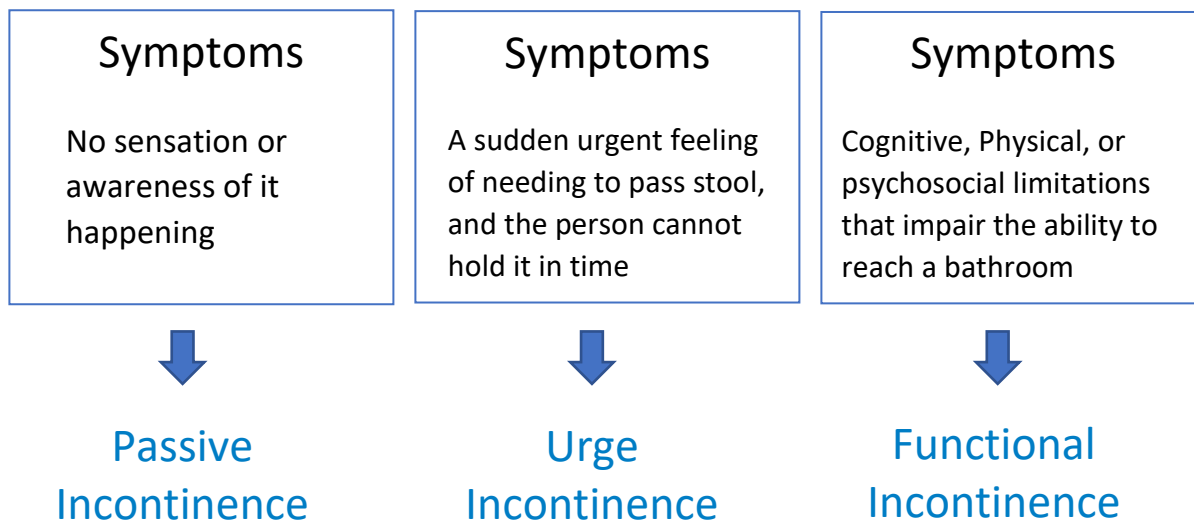 Symptoms
No sensation or
awareness of it
happening
Symptoms
A sudden urgent feeling
of needing to pass stool,
and the person cannot
hold it in time
Symptoms
Cognitive, Physical, or
psychosocial limitations
that impair the ability to
reach a bathroom
Passive
Incontinence
Urge
Incontinence
Functional
Incontinence